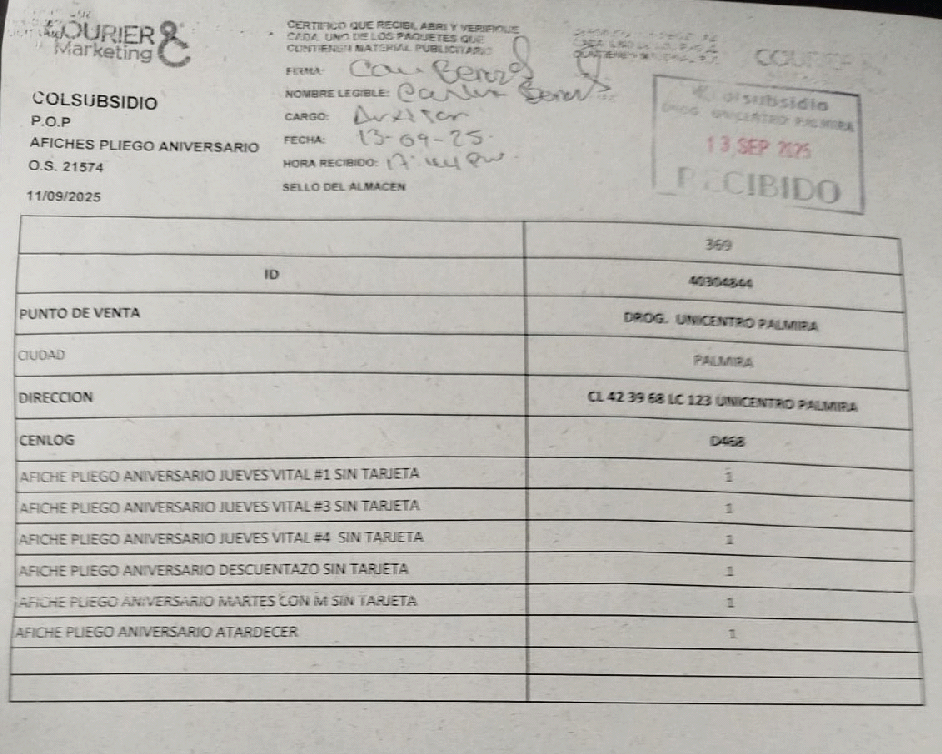 COURIER &
Marketing
COLSUBSIDIO
P.O.P
AFICHES PLIEGO ANIVERSARIO
O.S. 21574
11/09/2025
CERTIFICO QUE RECIBI, ABRI Y VERIFIQUE
CADA UNO DE LOS PAQUETES QUE
CONTIENEN MATERIAL PUBLICITARIO
FIRMA:
NOMBRE LEGIBLE: Carlos
CARGO:
FECHA: 13-09-25.
HORA RECIBIDO:
SELLO DEL ALMACEN
Colsubsidio
DROG. UNICENTRO PALMIRA
13 SEP 2025
RECIBIDO
369
ID 40304844
PUNTO DE VENTA DROG. UNICENTRO PALMIRA
CIUDAD PALMIRA
DIRECCION CL 42 39 68 LC 123 UNICENTRO PALMIRA
CENLOG D468
AFICHE PLIEGO ANIVERSARIO JUEVES VITAL #1 SIN TARJETA 1
AFICHE PLIEGO ANIVERSARIO JUEVES VITAL #3 SIN TARJETA 1
AFICHE PLIEGO ANIVERSARIO JUEVES VITAL #4 SIN TARJETA 1
AFICHE PLIEGO ANIVERSARIO DESCUENTAZO SIN TARJETA 1
AFICHE PLIEGO ANIVERSARIO MARTES CON M SIN TARJETA 1
AFICHE PLIEGO ANIVERSARIO ATARDECER 1